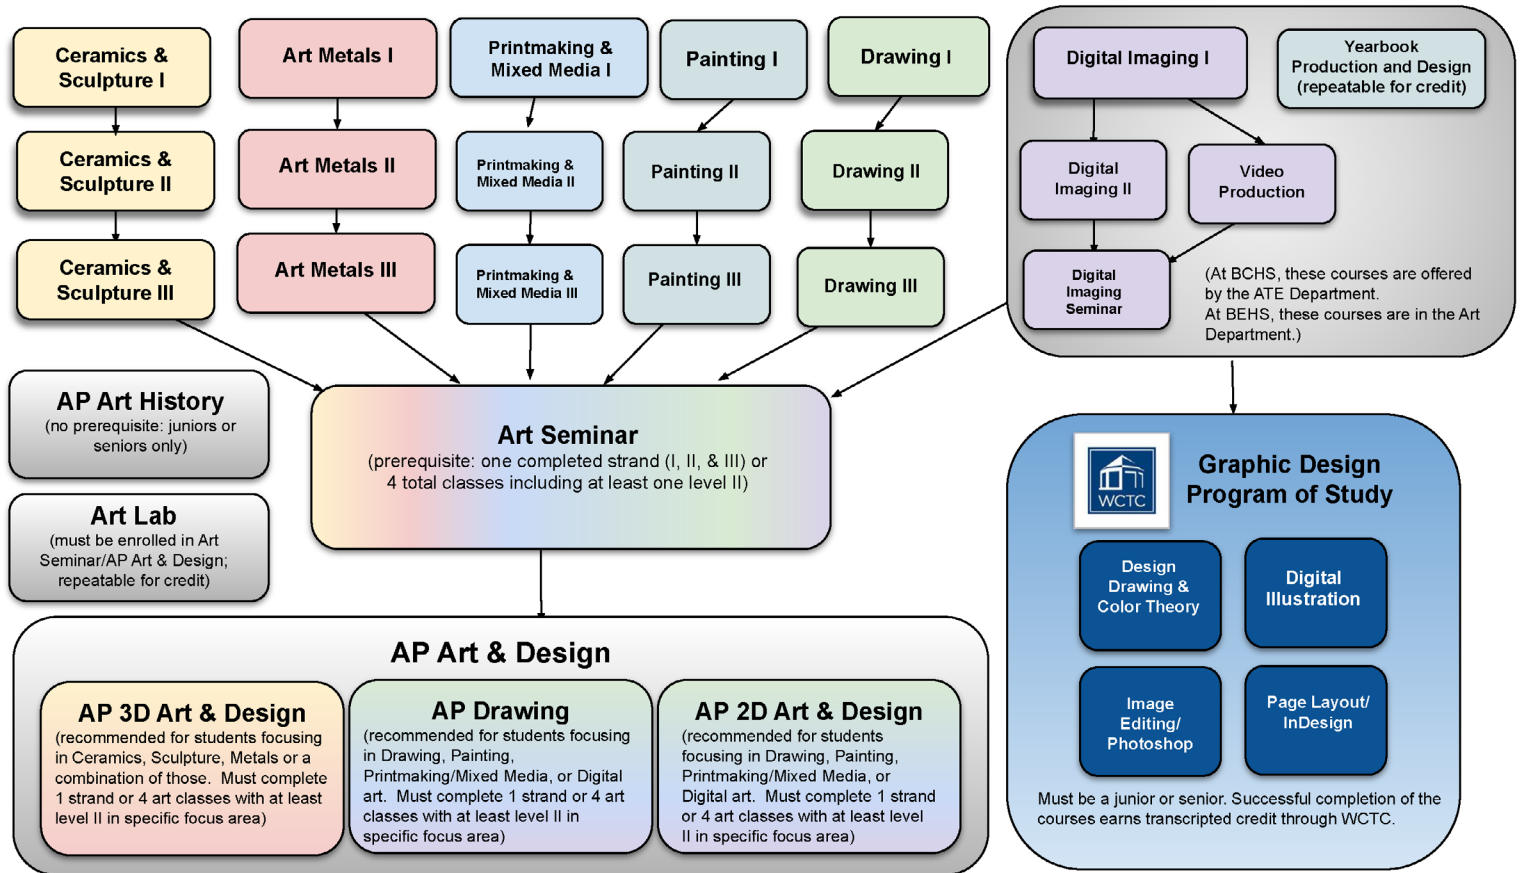 Ceramics &
Sculpture I
Art Metals I
Printmaking &
Mixed Media I
Painting I
Drawing I
Digital Imaging I
Yearbook
Production and Design
(repeatable for credit)
Ceramics &
Sculpture II
Art Metals II
Printmaking &
Mixed Media II
Painting II
Drawing II
Digital
Imaging II
Video
Production
Ceramics &
Sculpture III
Art Metals III
Printmaking &
Mixed Media III
Painting III
Drawing III
Digital
Imaging
Seminar
(At BCHS, these courses are offered
by the ATE Department.
At BEHS, these courses are in the Art
Department.)
AP Art History
(no prerequisite: juniors or
seniors only)
Art Seminar
(prerequisite: one completed strand (I, II, & III) or
4 total classes including at least one level II)
Art Lab
(must be enrolled in Art
Seminar/AP Art & Design;
repeatable for credit)
WCTC
Graphic Design
Program of Study
Design
Drawing &
Color Theory
Digital
Illustration
Image
Editing/
Photoshop
Page Layout/
InDesign
Must be a junior or senior. Successful completion of the
courses earns transcripted credit through WCTC.
AP Art & Design
AP 3D Art & Design
(recommended for students focusing
in Ceramics, Sculpture, Metals or a
combination of those. Must complete
1 strand or 4 art classes with at least
level II in specific focus area)
AP Drawing
(recommended for students focusing
in Drawing, Painting,
Printmaking/Mixed Media, or Digital
art. Must complete 1 strand or 4 art
classes with at least level II in
specific focus area)
AP 2D Art & Design
(recommended for students
focusing in Drawing, Painting,
Printmaking/Mixed Media, or
Digital art. Must complete 1 strand
or 4 art classes with at least level
II in specific focus area)